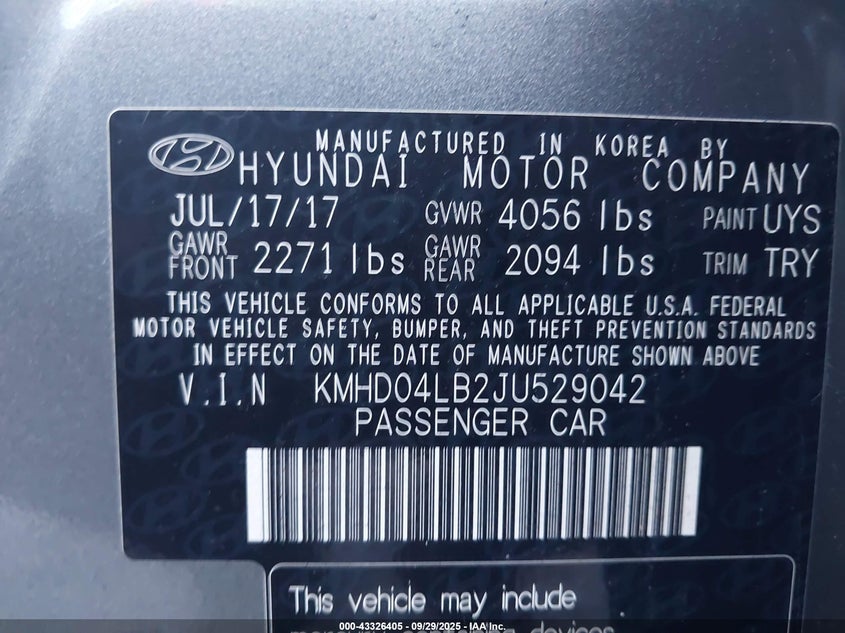 MANUFACTURED IN KOREA BY
HYUNDAI MOTOR COMPANY
JUL/17/17 GVWR 4056 lbs PAINT UYS
GAWR FRONT 2271 lbs GAWR REAR 2094 lbs TRIM TRY
THIS VEHICLE CONFORMS TO ALL APPLICABLE U.S.A. FEDERAL
MOTOR VEHICLE SAFETY, BUMPER, AND THEFT PREVENTION STANDARDS
IN EFFECT ON THE DATE OF MANUFACTURE SHOWN ABOVE
V.I.N KMHD04LB2JU529042
PASSENGER CAR
This vehicle may include
000-43326405 - 09/29/2025 - IAA Inc.